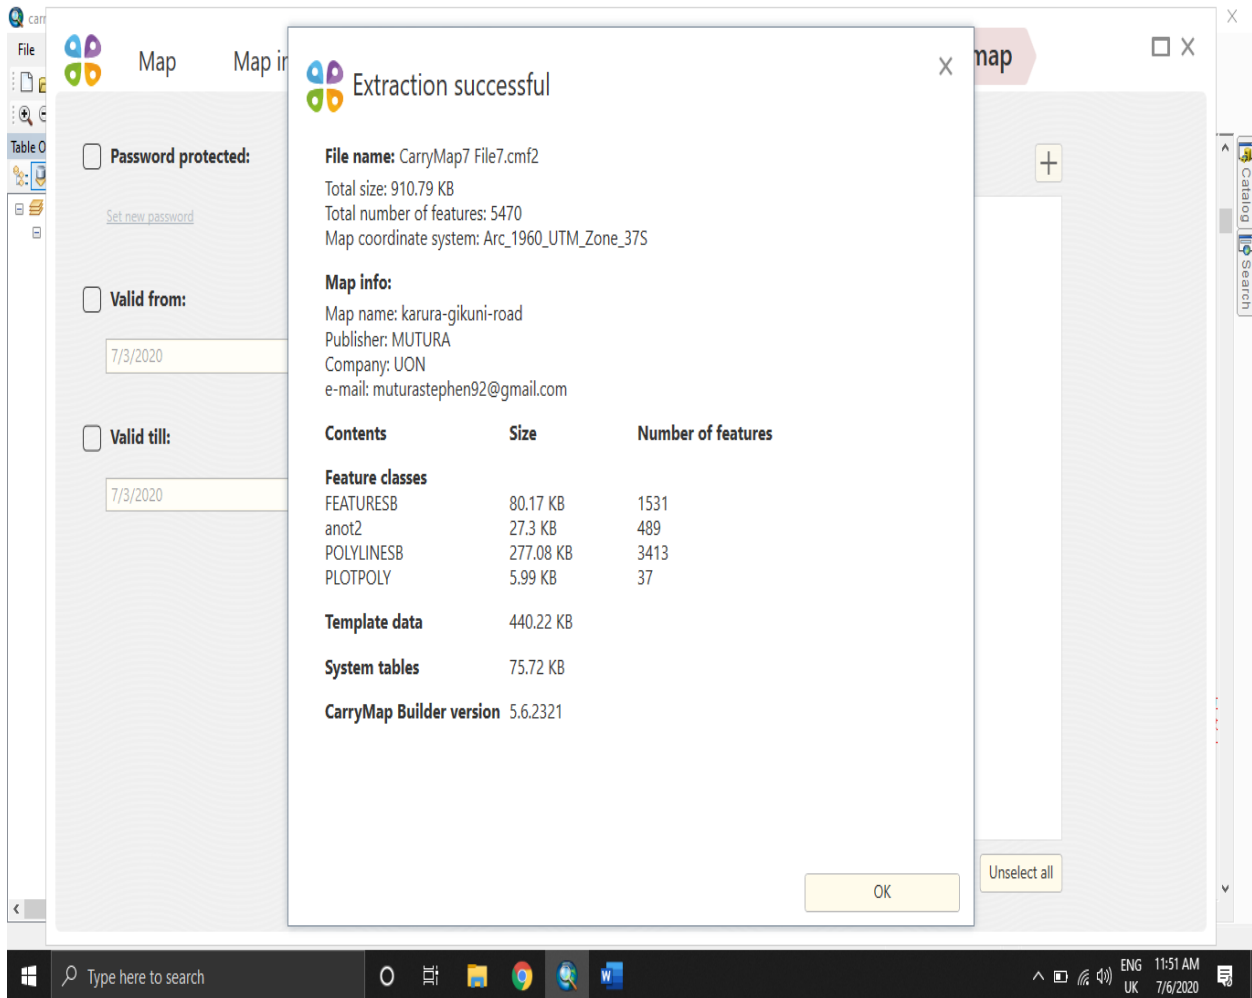 carr
File
Map
Map in
map
Table O
Catalog
Search
Password protected:
Set new password
Valid from:
7/3/2020
Valid till:
7/3/2020
Extraction successful
File name: CarryMap7 File7.cmf2
Total size: 910.79 KB
Total number of features: 5470
Map coordinate system: Arc_1960_UTM_Zone_37S
Map info:
Map name: karura-gikuni-road
Publisher: MUTURA
Company: UON
e-mail: muturastephen92@gmail.com
Contents Size Number of features
Feature classes
FEATURESB 80.17 KB 1531
anot2 27.3 KB 489
POLYLINESB 277.08 KB 3413
PLOTPOLY 5.99 KB 37
Template data 440.22 KB
System tables 75.72 KB
CarryMap Builder version 5.6.2321
OK
Unselect all
Type here to search
ENG 11:51 AM
UK 7/6/2020